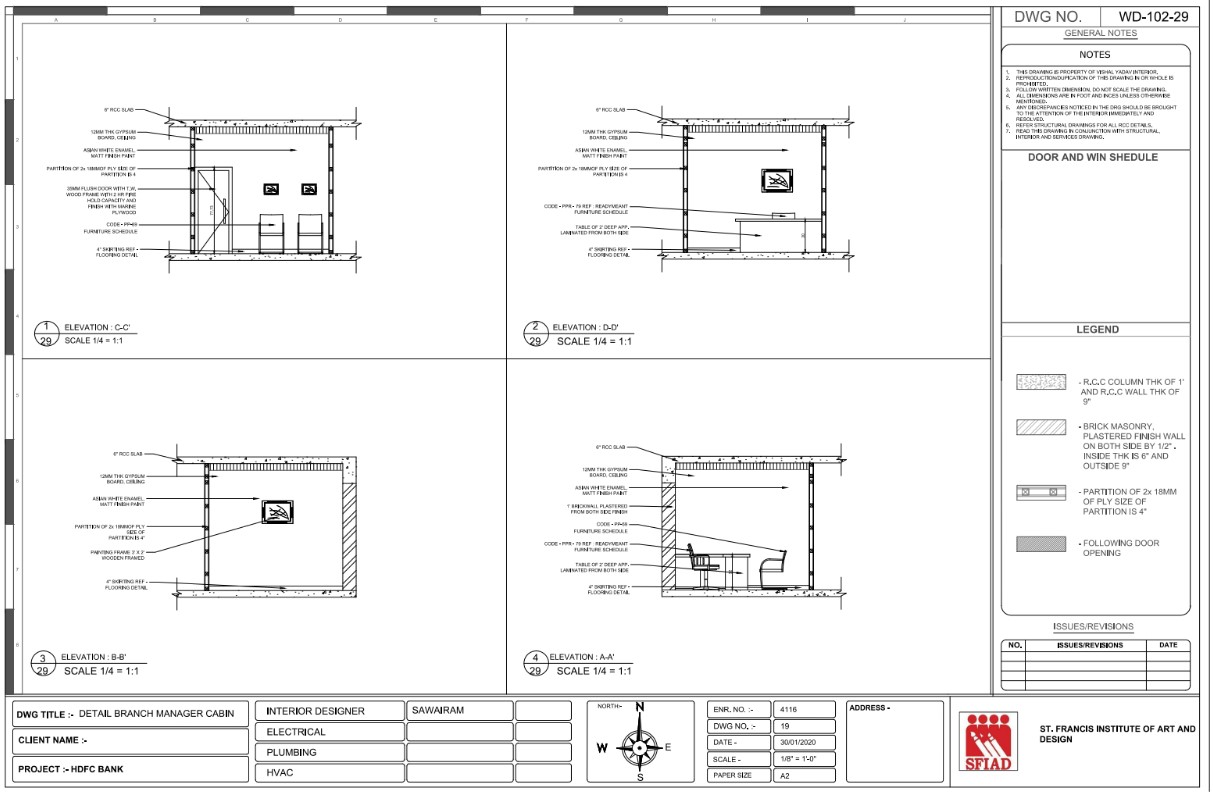 A B C D E F G H I J
1
2
3
4
5
6
7
8
6" RCC SLAB
12MM THK GYPSUM
BOARD, CEILING
ASIAN WHITE ENAMEL,
MATT FINISH PAINT
PARTITION OF 2x 18MMOF PLY SIZE OF
PARTITION IS 4
35MM FLUSH DOOR WITH T.W.
WOOD FRAME WITH 2 HR FIRE
HOLD CAPACITY AND
FINISH WITH MARINE
PLYWOOD
CODE - PP-69
FURNITURE SCHEDULE
4" SKIRTING REF -
FLOORING DETAIL
1
29
ELEVATION : C-C'
SCALE 1/4 = 1:1
6" RCC SLAB
12MM THK GYPSUM
BOARD, CEILING
ASIAN WHITE ENAMEL,
MATT FINISH PAINT
PARTITION OF 2x 18MMOF PLY SIZE OF
PARTITION IS 4
CODE - PPR - 79 REF : READYMEANT
FURNITURE SCHEDULE
TABLE OF 2' DEEP APP.
LAMINATED FROM BOTH SIDE
4" SKIRTING REF -
FLOORING DETAIL
2
29
ELEVATION : D-D'
SCALE 1/4 = 1:1
6" RCC SLAB
12MM THK GYPSUM
BOARD, CEILING
ASIAN WHITE ENAMEL,
MATT FINISH PAINT
PARTITION OF 2x 18MMOF PLY
SIZE OF
PARTITION IS 4"
PAINTING FRAME 2' X 2'
WOODEN FRAMED
4" SKIRTING REF -
FLOORING DETAIL
3
29
ELEVATION : B-B'
SCALE 1/4 = 1:1
6" RCC SLAB
12MM THK GYPSUM
BOARD, CEILING
ASIAN WHITE ENAMEL,
MATT FINISH PAINT
1' BRICKWALL PLASTERED
FROM BOTH SIDE FINISH
CODE - PP-69
FURNITURE SCHEDULE
CODE - PPR - 79 REF : READYMEANT
FURNITURE SCHEDULE
TABLE OF 2' DEEP APP.
LAMINATED FROM BOTH SIDE
4" SKIRTING REF -
FLOORING DETAIL
4
29
ELEVATION : A-A'
SCALE 1/4 = 1:1
DWG NO. WD-102-29
GENERAL NOTES
NOTES
1. THIS DRAWING IS PROPERTY OF VISHAL YADAV INTERIOR.
2. REPRODUCTION/DUPICATION OF THIS DRAWING IN OR WHOLE IS
PROHIBITED.
3. FOLLOW WRITTEN DIMENSION, DO NOT SCALE THE DRAWING.
4. ALL DIMENSIONS ARE IN FOOT AND INCES UNLESS OTHERWISE
MENTIONED.
5. ANY DISCREPANCIES NOTICED IN THE DRG SHOULD BE BROUGHT
TO THE ATTENTION OF THE INTERIOR IMMEDIATELY AND
RESOLVED.
6. REFER STRUCTURAL DRAWINGS FOR ALL RCC DETAILS.
7. READ THIS DRAWING IN CONJUNCTION WITH STRUCTURAL,
INTERIOR AND SERVICES DRAWING.
DOOR AND WIN SHEDULE
LEGEND
- R.C.C COLUMN THK OF 1'
AND R.C.C WALL THK OF
9"
- BRICK MASONRY,
PLASTERED FINISH WALL
ON BOTH SIDE BY 1/2" -
INSIDE THK IS 6" AND
OUTSIDE 9"
- PARTITION OF 2x 18MM
OF PLY SIZE OF
PARTITION IS 4"
- FOLLOWING DOOR
OPENING
ISSUES/REVISIONS
NO. ISSUES/REVISIONS DATE
DWG TITLE :- DETAIL BRANCH MANAGER CABIN
CLIENT NAME :-
PROJECT :- HDFC BANK
INTERIOR DESIGNER SAWAIRAM
ELECTRICAL
PLUMBING
HVAC
NORTH:- N
W E
S
ENR. NO. :- 4116
DWG NO. :- 19
DATE - 30/01/2020
SCALE - 1/8" = 1'-0"
PAPER SIZE A2
ADDRESS -
SFIAD
ST. FRANCIS INSTITUTE OF ART AND
DESIGN